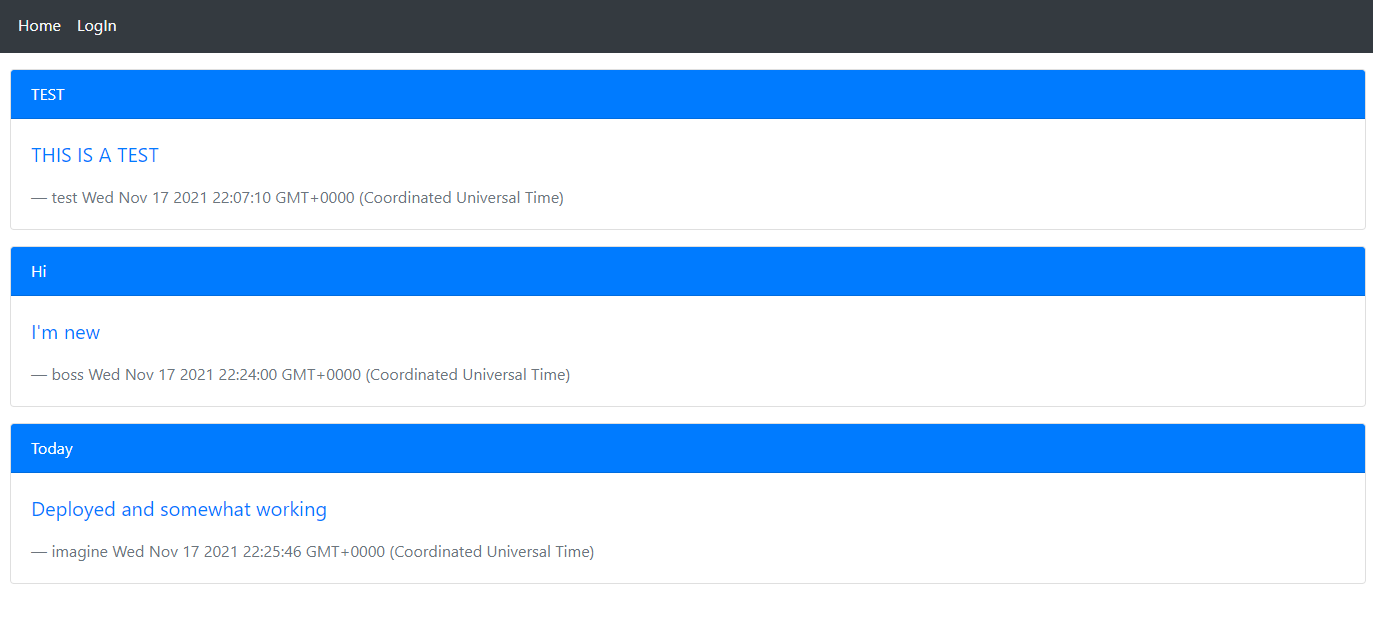 Home LogIn
TEST
THIS IS A TEST
— test Wed Nov 17 2021 22:07:10 GMT+0000 (Coordinated Universal Time)
Hi
I'm new
— boss Wed Nov 17 2021 22:24:00 GMT+0000 (Coordinated Universal Time)
Today
Deployed and somewhat working
— imagine Wed Nov 17 2021 22:25:46 GMT+0000 (Coordinated Universal Time)